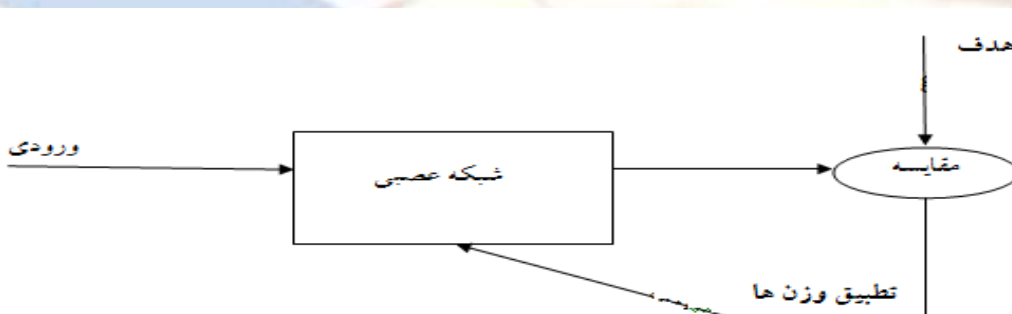 هدف
ورودی
شبکه عصبی
مقایسه
تطبیق وزن ها